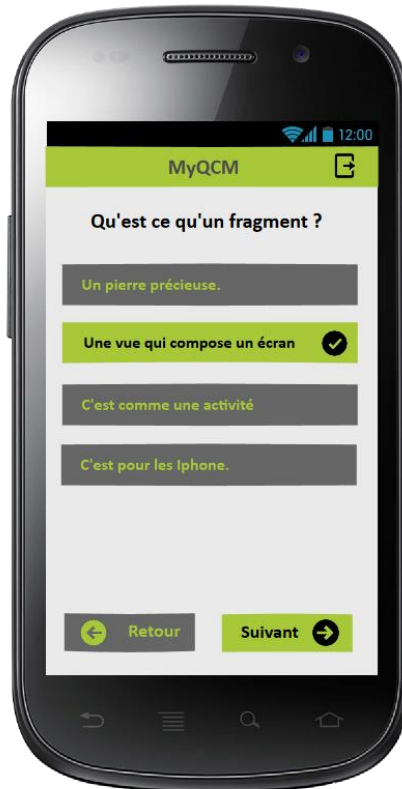 12:00
MyQCM
Qu'est ce qu'un fragment ?
Un pierre précieuse.
Une vue qui compose un écran
C'est comme une activité
C'est pour les Iphone.
Retour
Suivant